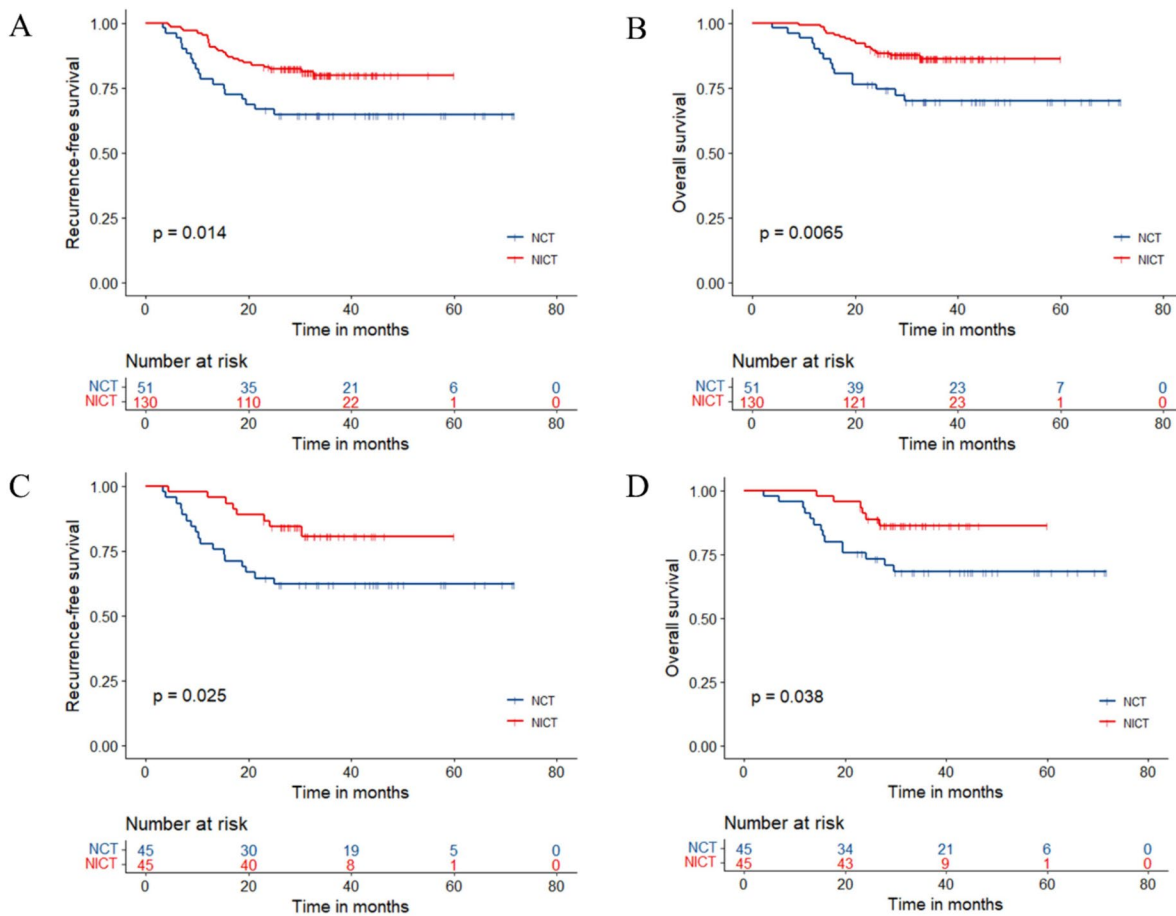 A
1.00
0.75
0.50
0.25
0.00
Recurrence-free survival
p = 0.014
NCT
NICT
0 20 40 60 80
Time in months
Number at risk
NCT 51 35 21 6 0
NICT 130 110 22 1 0
0 20 40 60 80
Time in months
B
1.00
0.75
0.50
0.25
0.00
Overall survival
p = 0.0065
NCT
NICT
0 20 40 60 80
Time in months
Number at risk
NCT 51 39 23 7 0
NICT 130 121 23 1 0
0 20 40 60 80
Time in months
C
1.00
0.75
0.50
0.25
0.00
Recurrence-free survival
p = 0.025
NCT
NICT
0 20 40 60 80
Time in months
Number at risk
NCT 45 30 19 5 0
NICT 45 40 8 1 0
0 20 40 60 80
Time in months
D
1.00
0.75
0.50
0.25
0.00
Overall survival
p = 0.038
NCT
NICT
0 20 40 60 80
Time in months
Number at risk
NCT 45 34 21 6 0
NICT 45 43 9 1 0
0 20 40 60 80
Time in months